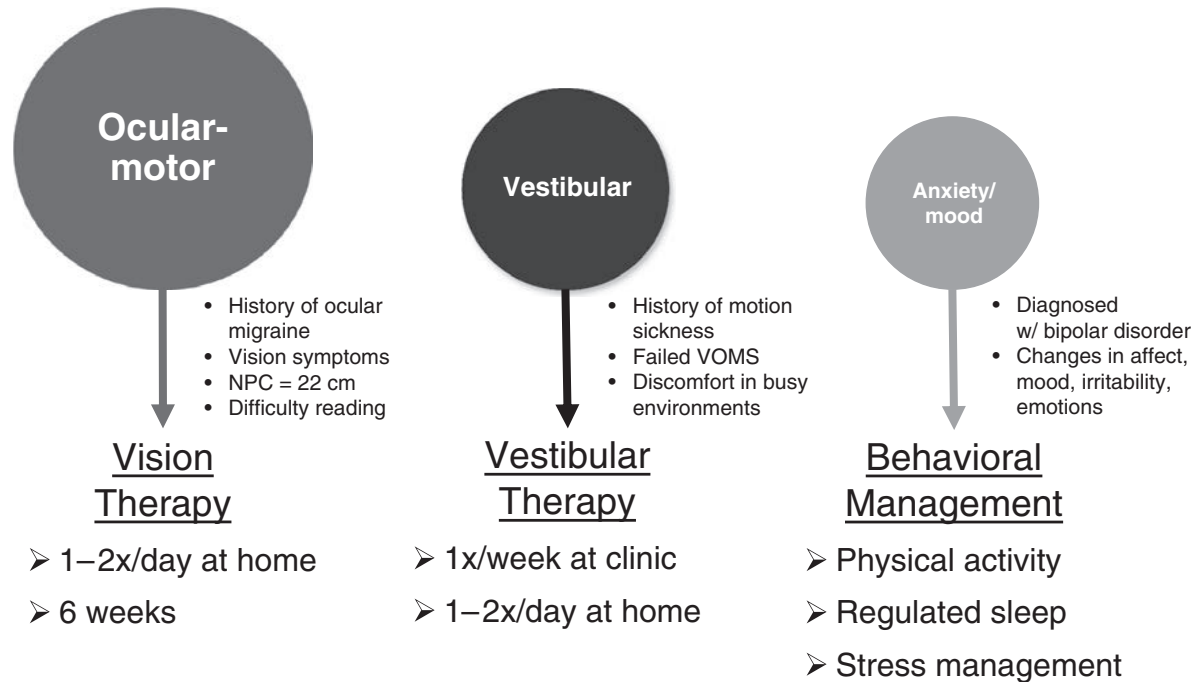 Ocular-
motor
• History of ocular
migraine
• Vision symptoms
• NPC = 22 cm
• Difficulty reading
Vision
Therapy
➢ 1–2x/day at home
➢ 6 weeks
Vestibular
• History of motion
sickness
• Failed VOMS
• Discomfort in busy
environments
Vestibular
Therapy
➢ 1x/week at clinic
➢ 1–2x/day at home
Anxiety/
mood
• Diagnosed
w/ bipolar disorder
• Changes in affect,
mood, irritability,
emotions
Behavioral
Management
➢ Physical activity
➢ Regulated sleep
➢ Stress management